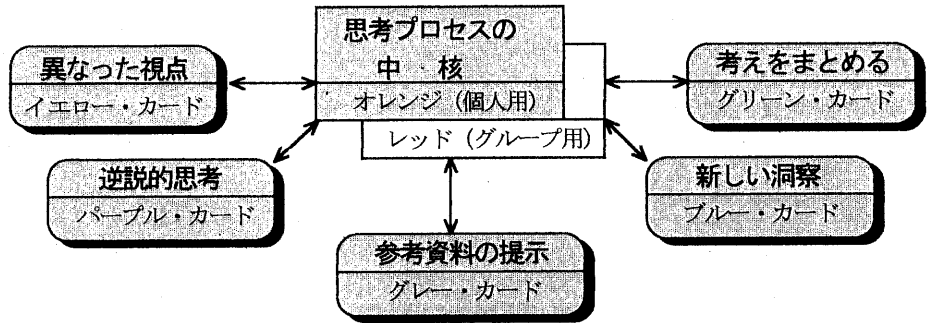 思考プロセスの
中 核
オレンジ（個人用）
レッド（グループ用）
異なった視点
イエロー・カード
考えをまとめる
グリーン・カード
逆説的思考
パープル・カード
新しい洞察
ブルー・カード
参考資料の提示
グレー・カード